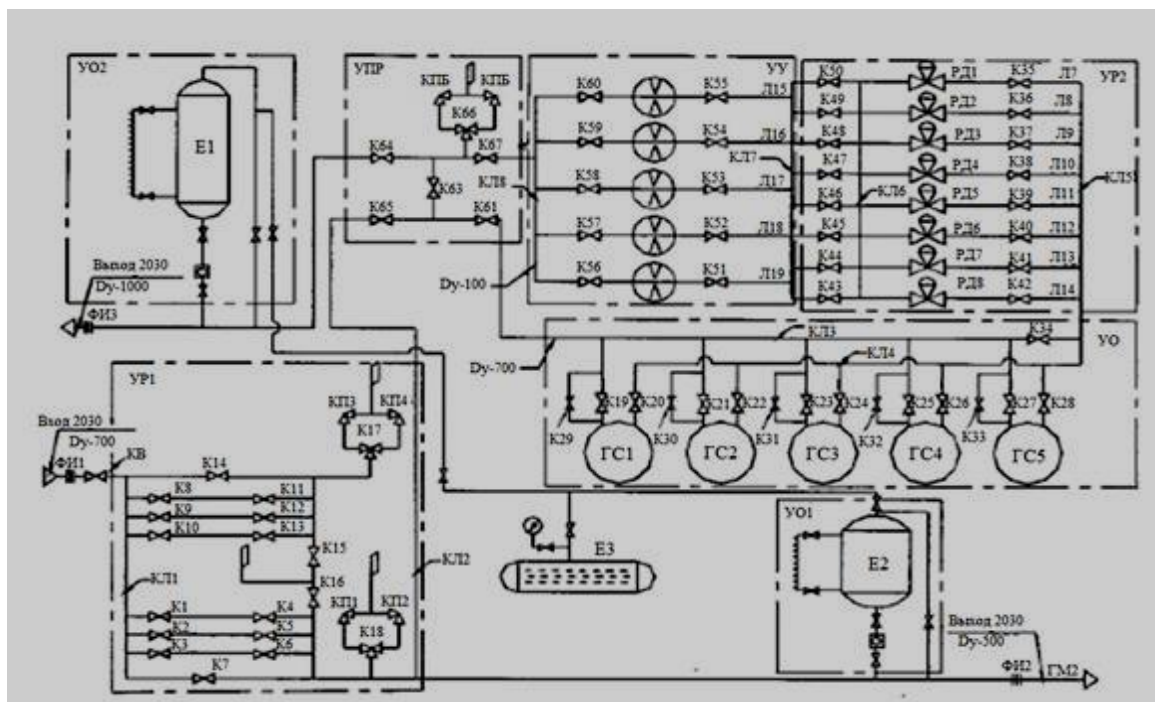 УО2
Е1
Выход 2030
Dy-1000
ФИ3
УПР
КПБ КПБ
К66
К64 К67
К63
К65 К61
КЛ8
Dy-100
УУ
К60 К55 Л15
К59 К54 Л16
К58 К53 Л17
К57 К52 Л18
К56 К51 Л19
КЛ7
УР2
К50 РД1 К35 Л7
К49 РД2 К36 Л8
К48 РД3 К37 Л9
К47 РД4 К38 Л10
К46 РД5 К39 Л11
К45 РД6 К40 Л12
К44 РД7 К41 Л13
К43 РД8 К42 Л14
КЛ6
КЛ5
УО
КЛ3
К34
Dy-700
КЛ4
К19 К20 К21 К22 К23 К24 К25 К26 К27 К28
К29 К30 К31 К32 К33
ГС1 ГС2 ГС3 ГС4 ГС5
УР1
Вход 2030
Dy-700
ФИ1
КВ
КП3 КП4
К17
К14
К8 К11
К9 К12
К10 К13
К15
К16
КЛ1
КЛ2
К1 К4
К2 К5
К3 К6
К7
КП1 КП2
К18
Е3
УО1
Е2
Выход 2030
Dy-500
ФИ2
ГМ2